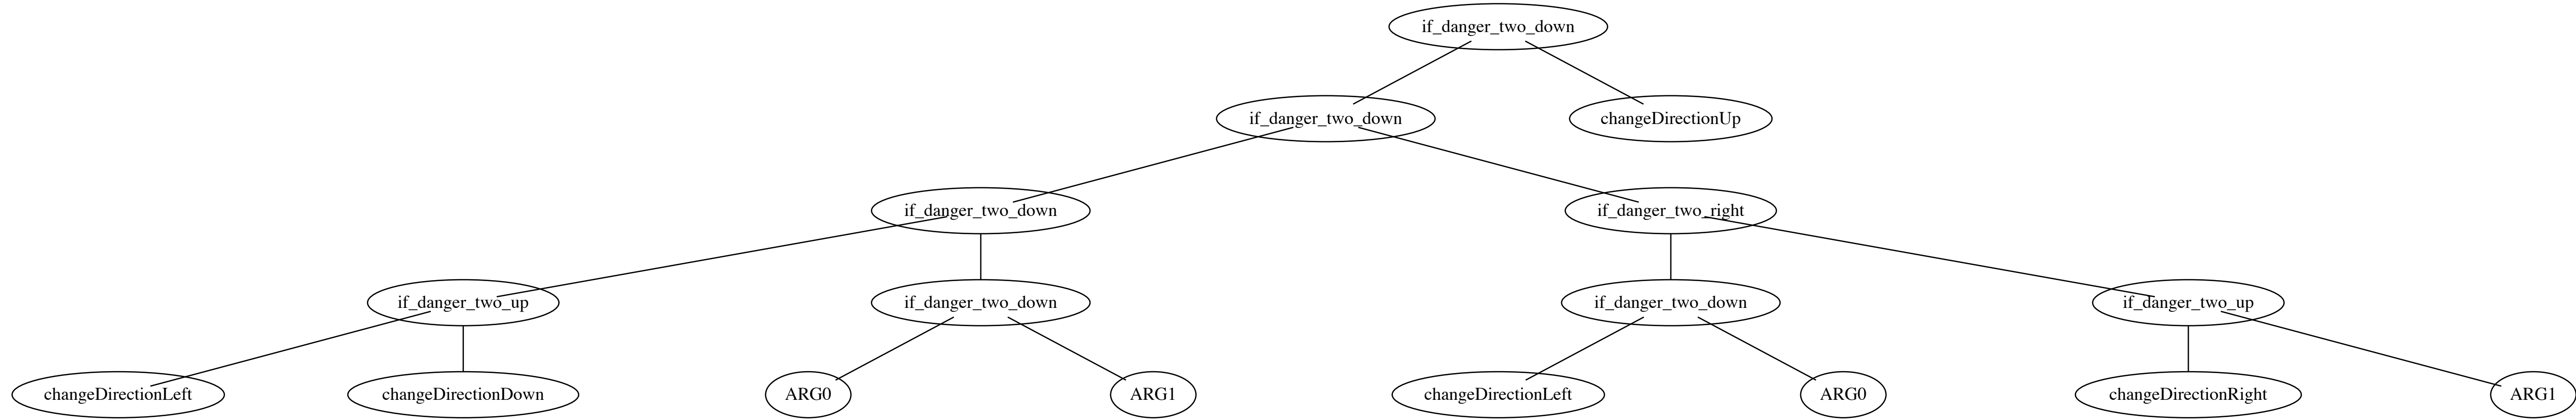 if_danger_two_down
if_danger_two_down
changeDirectionUp
if_danger_two_down
if_danger_two_right
if_danger_two_up
if_danger_two_down
if_danger_two_down
if_danger_two_up
changeDirectionLeft
changeDirectionDown
ARG0
ARG1
changeDirectionLeft
ARG0
changeDirectionRight
ARG1